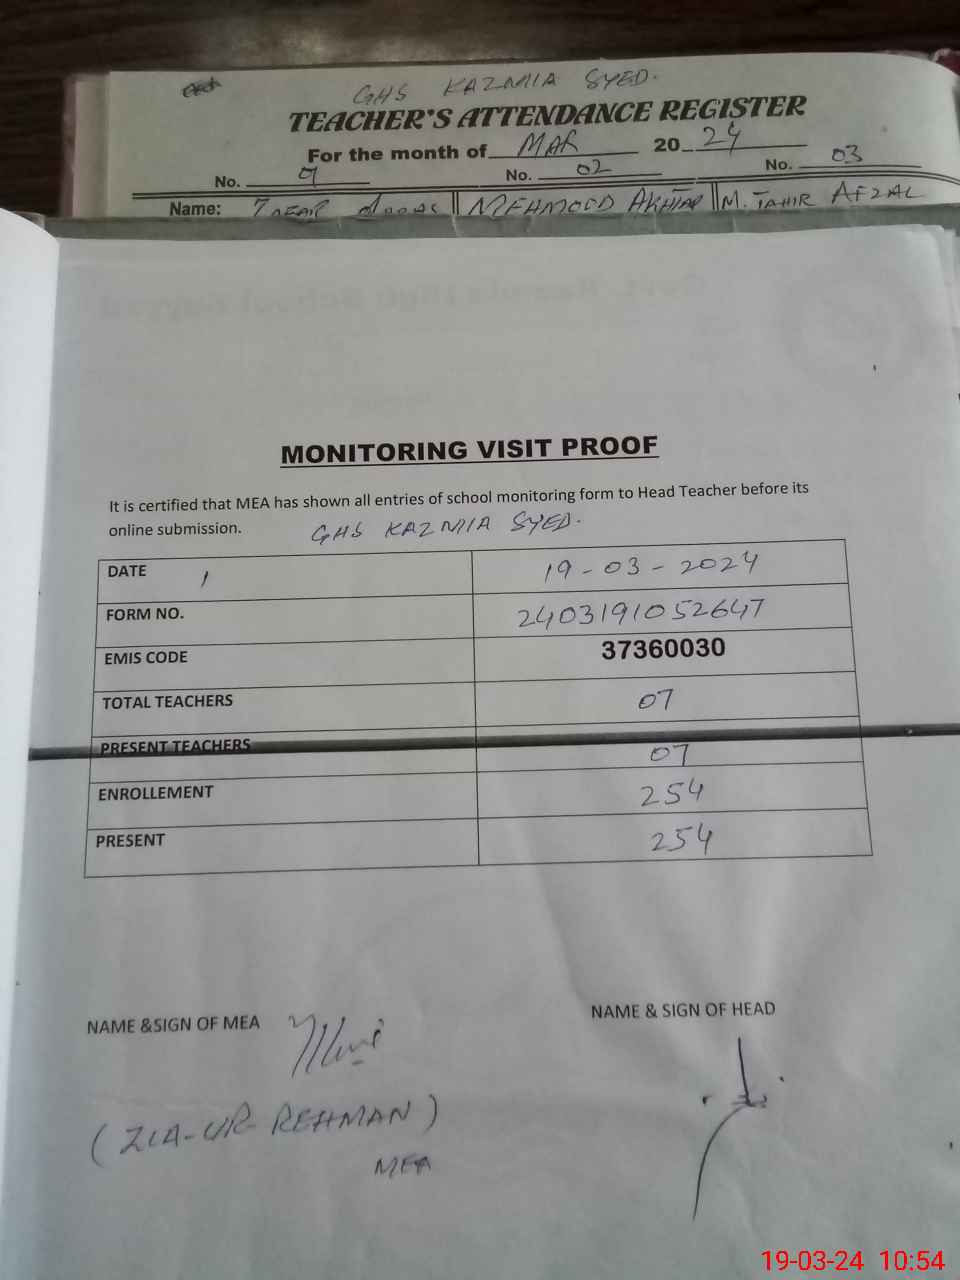 GHS KAZMIA SYED.
TEACHER'S ATTENDANCE REGISTER
For the month of MAR 2024
No. 01 No. 02 No. 03
Name: MEHMOOD AKHTAR M. TAHIR AFZAL
MONITORING VISIT PROOF
It is certified that MEA has shown all entries of school monitoring form to Head Teacher before its
online submission. GHS KAZMIA SYED.
DATE 19-03-2024
FORM NO. 2403191052647
EMIS CODE 37360030
TOTAL TEACHERS 07
PRESENT TEACHERS 07
ENROLLEMENT 254
PRESENT 254
NAME &SIGN OF MEA NAME & SIGN OF HEAD
(ZIA-UR-REHMAN)
MEA
19-03-24 10:54